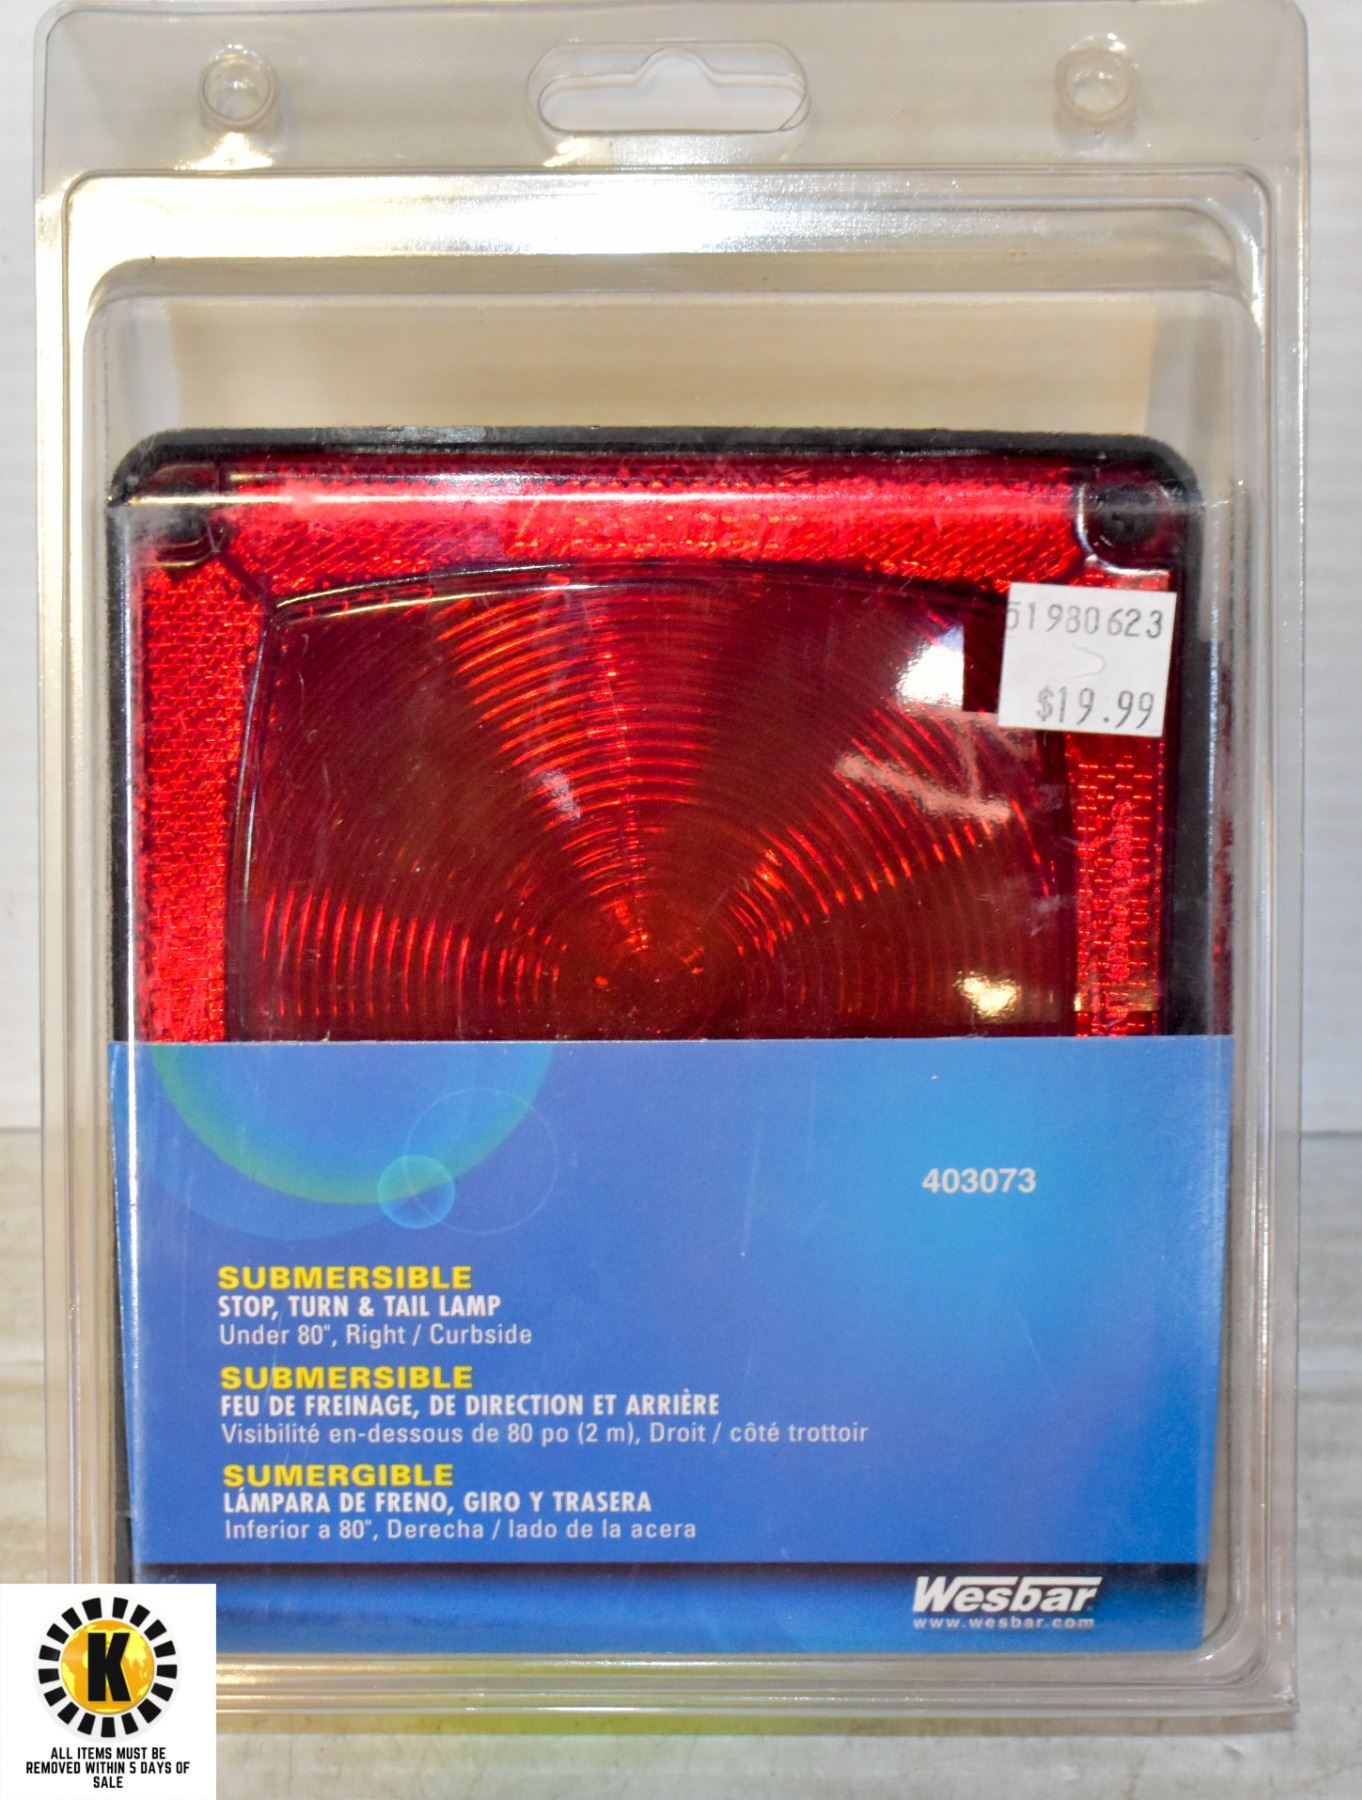 51980623
$19.99
403073
SUBMERSIBLE
STOP, TURN & TAIL LAMP
Under 80", Right / Curbside
SUBMERSIBLE
FEU DE FREINAGE, DE DIRECTION ET ARRIÈRE
Visibilité en-dessous de 80 po (2 m), Droit / côté trottoir
SUMERGIBLE
LÁMPARA DE FRENO, GIRO Y TRASERA
Inferior a 80", Derecha / lado de la acera
Wesbar
www.wesbar.com
K
ALL ITEMS MUST BE
REMOVED WITHIN 5 DAYS OF
SALE